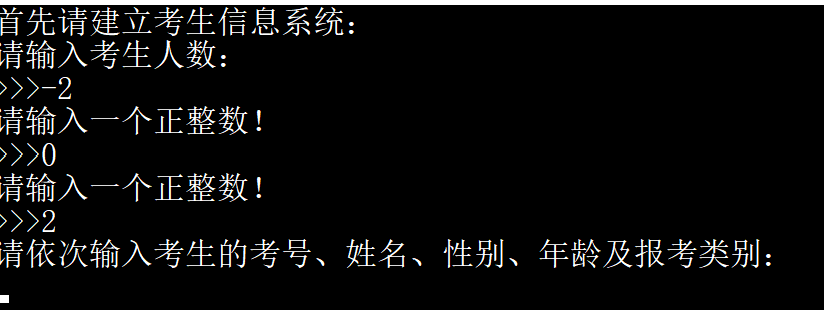 首先请建立考生信息系统：
请输入考生人数：
>>>-2
请输入一个正整数！
>>>0
请输入一个正整数！
>>>2
请依次输入考生的考号、姓名、性别、年龄及报考类别：